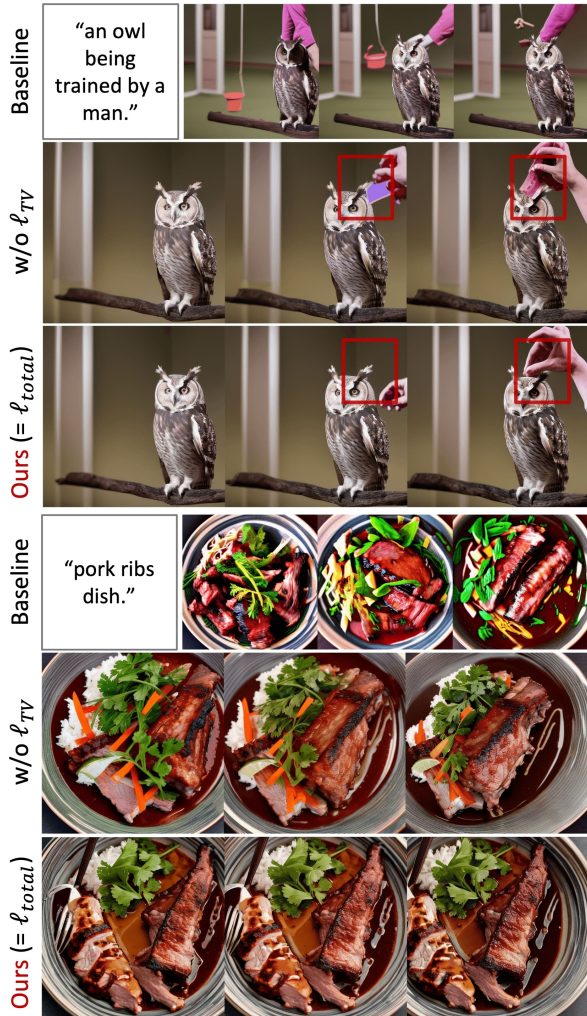 Baseline
“an owl
being
trained by a
man.”
w/o ℓ_TV
Ours (= ℓ_total)
Baseline
“pork ribs
dish.”
w/o ℓ_TV
Ours (= ℓ_total)